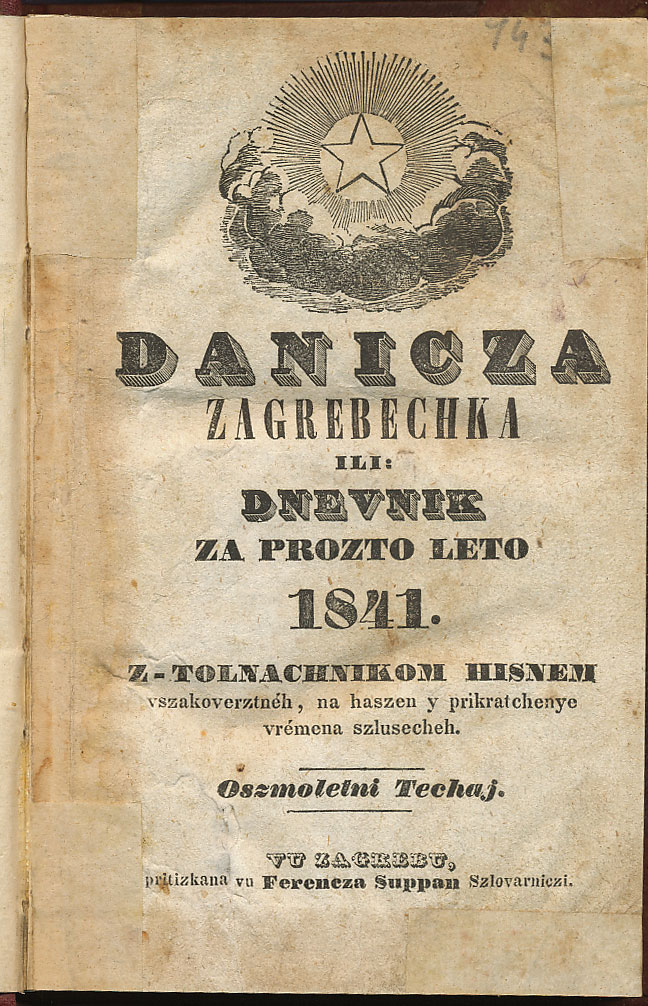 DANICZA
ZAGREBECHKA
ILI:
DNEVNIK
ZA PROZTO LETO
1841.
Z-TOLNACHNIKOM HISNEM
vszakoverztnéh, na haszen y prikratchenye
vrémena szlusecheh.
Oszmoletni Techaj.
VU ZAGREBU,
pritizkana vu Ferencza Suppan Szlovarniczi.